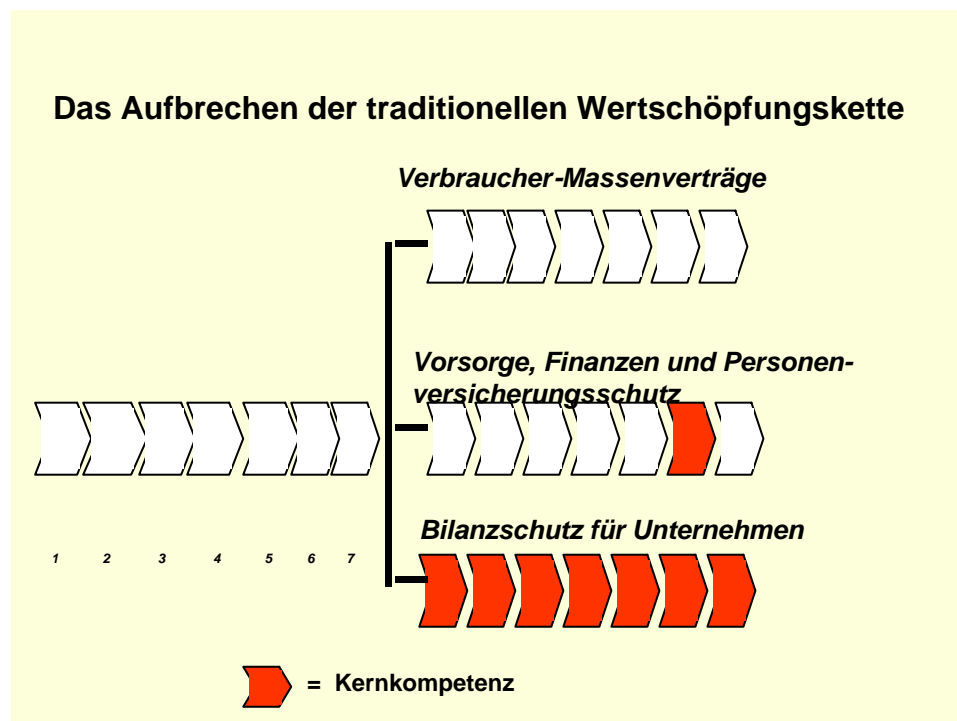 Das Aufbrechen der traditionellen Wertschöpfungskette
Verbraucher-Massenverträge
Vorsorge, Finanzen und Personen-
versicherungsschutz
Bilanzschutz für Unternehmen
1 2 3 4 5 6 7
= Kernkompetenz